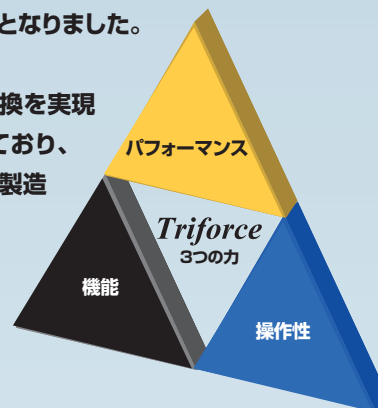 となりました。
換を実現
ており、
製造
パフォーマンス
Triforce
3つの力
機能
操作性